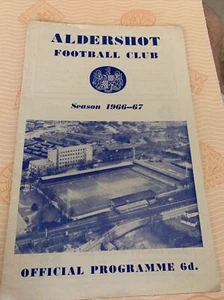 ALDERSHOT
FOOTBALL CLUB
Season 1966-67
OFFICIAL PROGRAMME 6d.